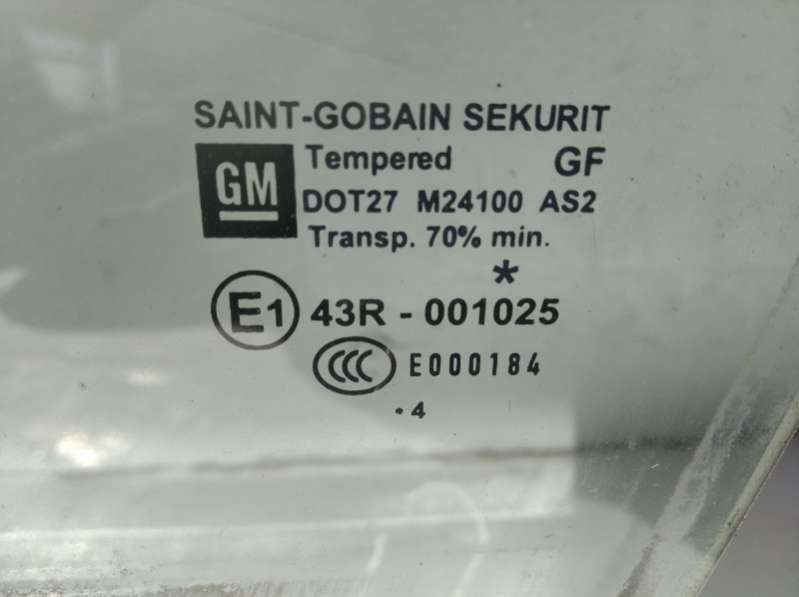 SAINT-GOBAIN SEKURIT
GM
Tempered GF
DOT27 M24100 AS2
Transp. 70% min.
*
E1 43R - 001025
CCC E000184
.4